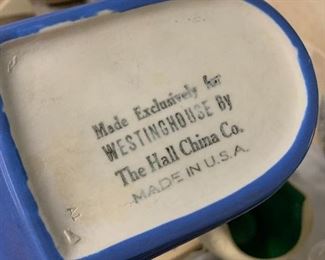 Made Exclusively for
WESTINGHOUSE By
The Hall China Co.
MADE IN U.S.A.